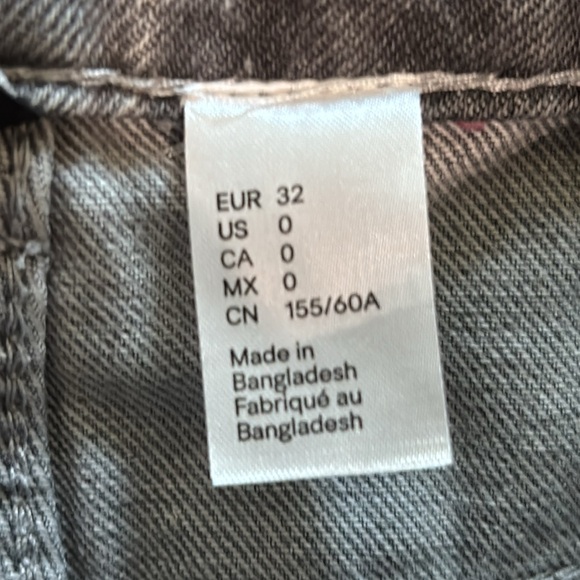 EUR 32
US 0
CA 0
MX 0
CN 155/60A
Made in
Bangladesh
Fabriqué au
Bangladesh